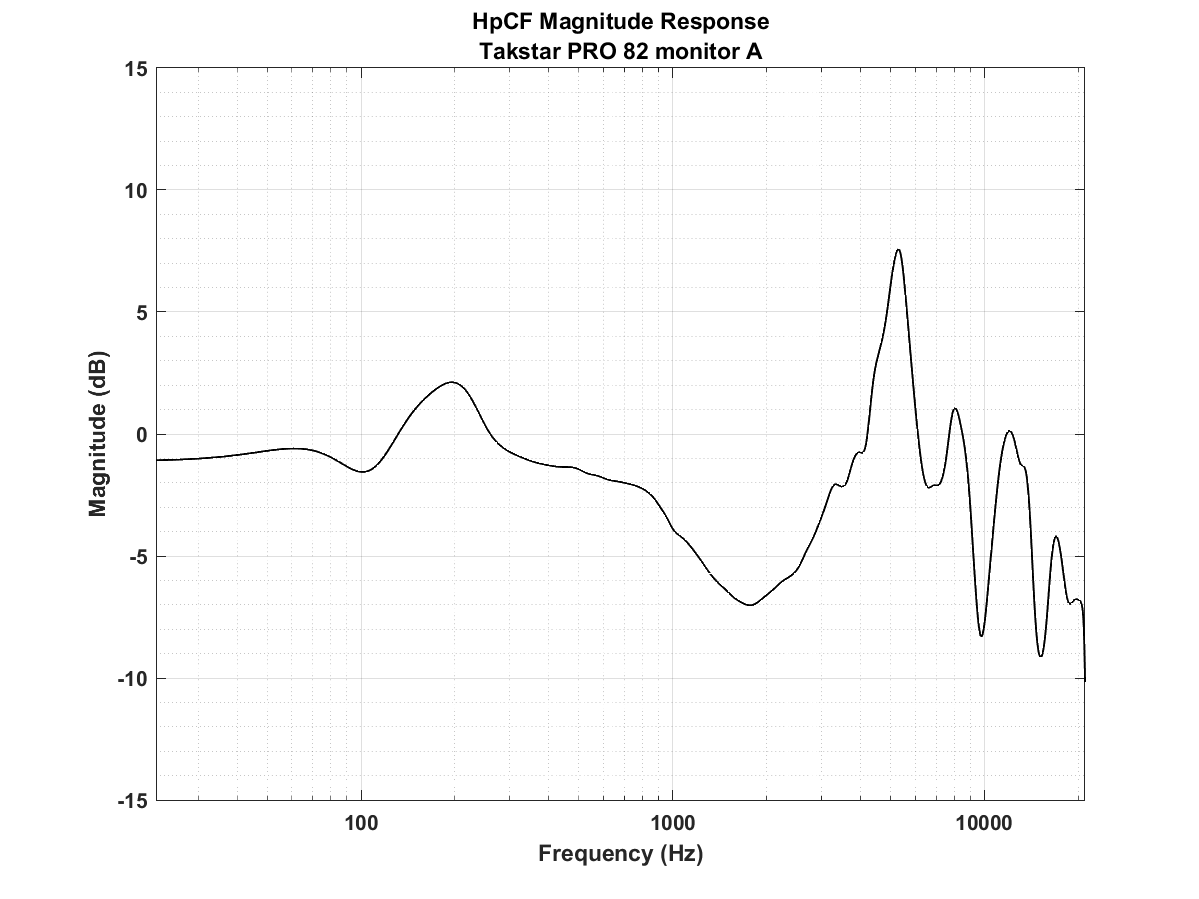 HpCF Magnitude Response
Takstar PRO 82 monitor A
15
10
5
0
-5
-10
-15
Magnitude (dB)
100
1000
10000
Frequency (Hz)